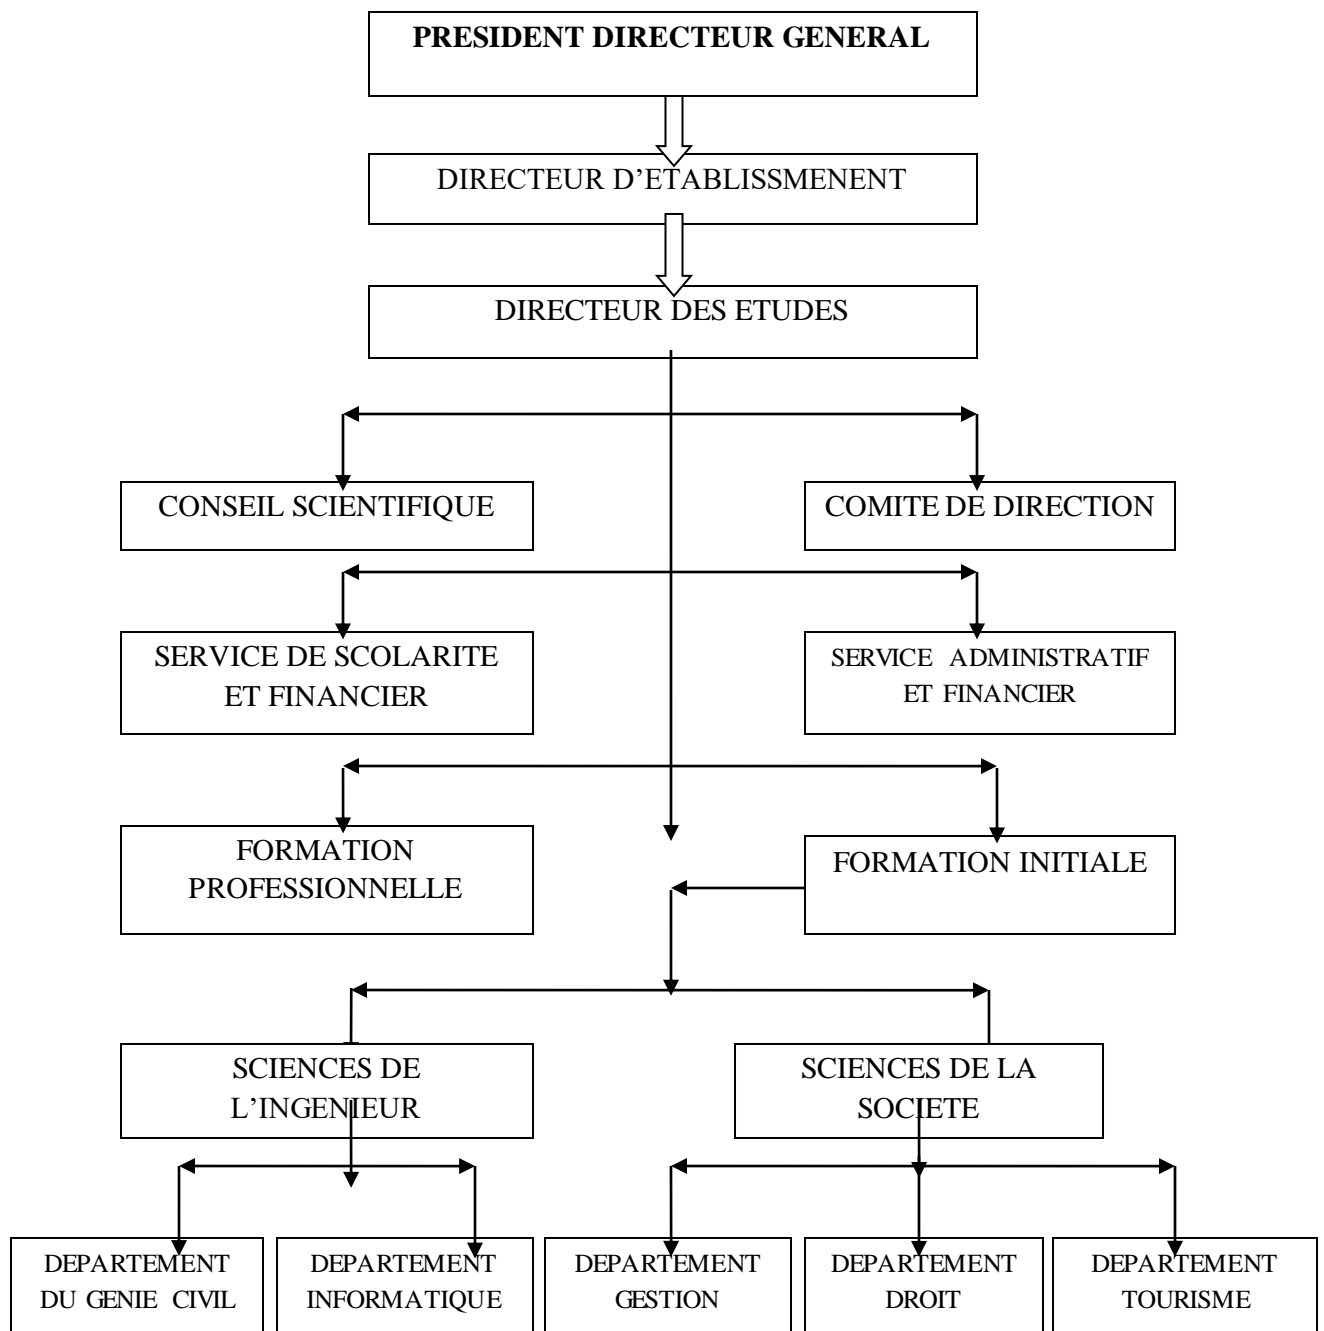 PRESIDENT DIRECTEUR GENERAL
DIRECTEUR D’ETABLISSMENENT
DIRECTEUR DES ETUDES
CONSEIL SCIENTIFIQUE
COMITE DE DIRECTION
SERVICE DE SCOLARITE
ET FINANCIER
SERVICE ADMINISTRATIF
ET FINANCIER
FORMATION
PROFESSIONNELLE
FORMATION INITIALE
SCIENCES DE
L’INGENIEUR
SCIENCES DE LA
SOCIETE
DEPARTEMENT
DU GENIE CIVIL
DEPARTEMENT
INFORMATIQUE
DEPARTEMENT
GESTION
DEPARTEMENT
DROIT
DEPARTEMENT
TOURISME